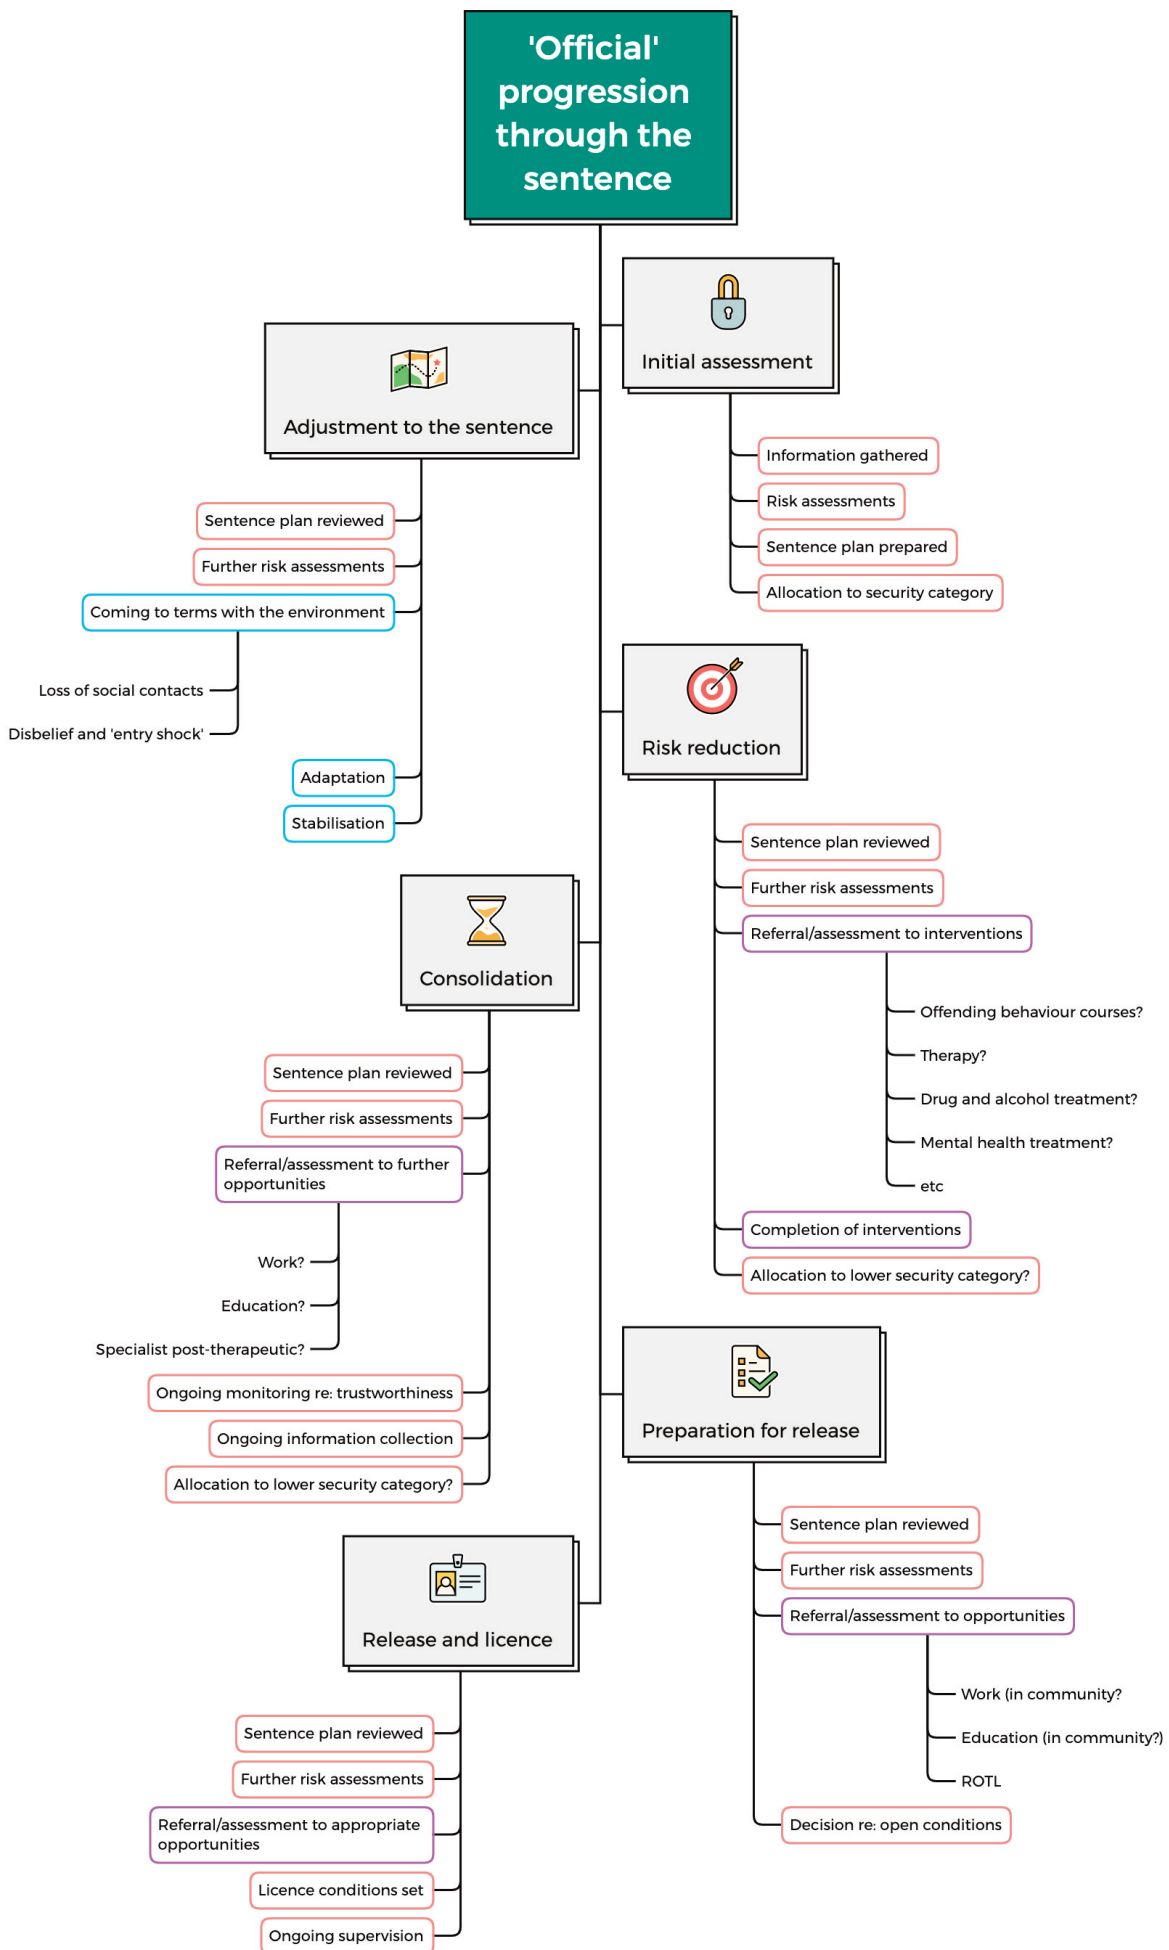 'Official'
progression
through the
sentence
Initial assessment
Information gathered
Risk assessments
Sentence plan prepared
Allocation to security category
Adjustment to the sentence
Sentence plan reviewed
Further risk assessments
Coming to terms with the environment
Loss of social contacts
Disbelief and 'entry shock'
Adaptation
Stabilisation
Risk reduction
Sentence plan reviewed
Further risk assessments
Referral/assessment to interventions
Offending behaviour courses?
Therapy?
Drug and alcohol treatment?
Mental health treatment?
etc
Completion of interventions
Allocation to lower security category?
Consolidation
Sentence plan reviewed
Further risk assessments
Referral/assessment to further
opportunities
Work?
Education?
Specialist post-therapeutic?
Ongoing monitoring re: trustworthiness
Ongoing information collection
Allocation to lower security category?
Preparation for release
Sentence plan reviewed
Further risk assessments
Referral/assessment to opportunities
Work (in community?
Education (in community?)
ROTL
Decision re: open conditions
Release and licence
Sentence plan reviewed
Further risk assessments
Referral/assessment to appropriate
opportunities
Licence conditions set
Ongoing supervision